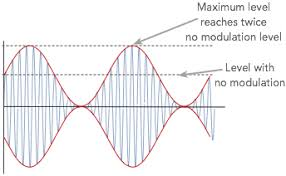 Maximum level
reaches twice
no modulation level
Level with
no modulation